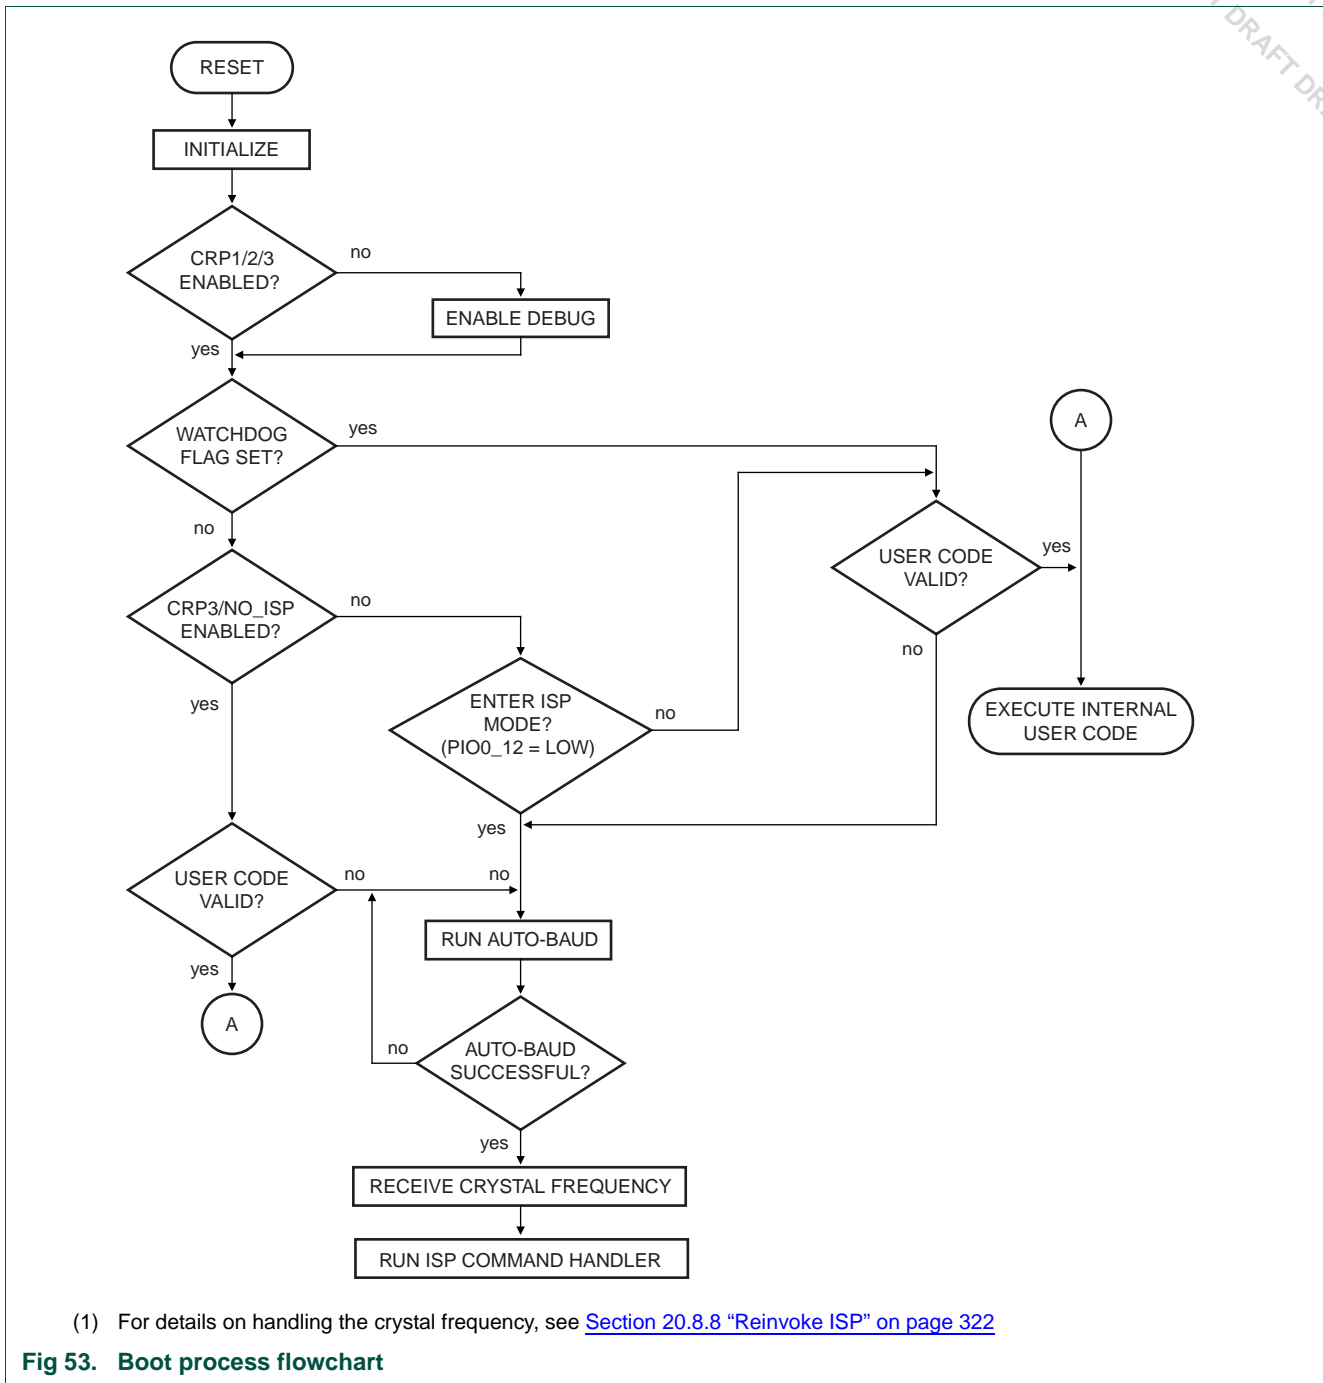 DRAFT
RESET
INITIALIZE
CRP1/2/3
ENABLED?
no
ENABLE DEBUG
yes
WATCHDOG
FLAG SET?
yes
A
no
USER CODE
VALID?
yes
CRP3/NO_ISP
ENABLED?
no
no
yes
ENTER ISP
MODE?
(PIO0_12 = LOW)
no
EXECUTE INTERNAL
USER CODE
yes
USER CODE
VALID?
no
no
RUN AUTO-BAUD
yes
A
no
AUTO-BAUD
SUCCESSFUL?
yes
RECEIVE CRYSTAL FREQUENCY
RUN ISP COMMAND HANDLER
(1) For details on handling the crystal frequency, see Section 20.8.8 “Reinvoke ISP” on page 322
Fig 53. Boot process flowchart